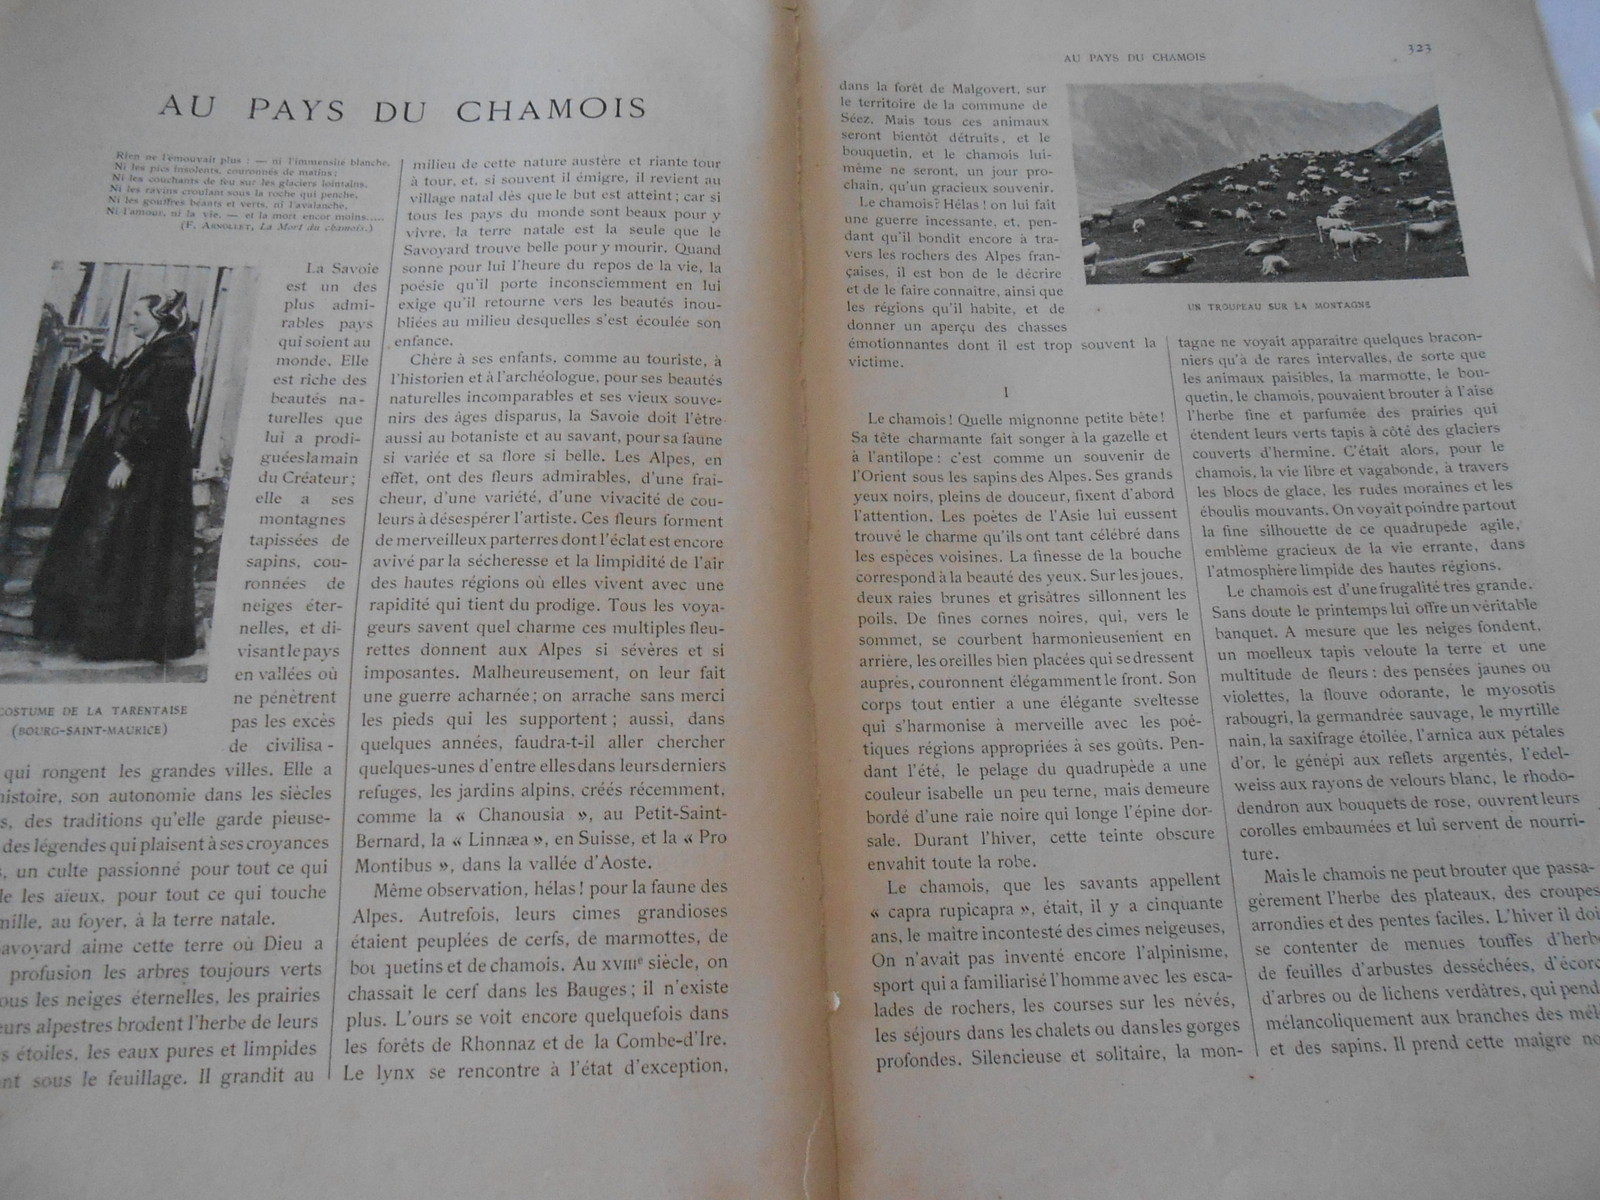 AU PAYS DU CHAMOIS
Rien ne l'émouvait plus : — ni l'immensité blanche,
Ni les pics insolents, couronnés de matins ;
Ni les couchants de feu sur les glaciers lointains,
Ni les ravins croulant sous la roche qui penche,
Ni les gouffres béants et verts, ni l'avalanche,
Ni l'amour, ni la vie, — et la mort encor moins.....
(F. ARNOLLET, La Mort du chamois.)
La Savoie
est un des
plus admi-
rables pays
qui soient au
monde. Elle
est riche des
beautés na-
turelles que
lui a prodi-
guées la main
du Créateur ;
elle a ses
montagnes
tapissées de
sapins, cou-
ronnées de
neiges éter-
nelles, et di-
visant le pays
en vallées où
ne pénètrent
pas les excès
de civilisa-
COSTUME DE LA TARENTAISE
(BOURG-SAINT-MAURICE)
qui rongent les grandes villes. Elle a
histoire, son autonomie dans les siècles
des traditions qu'elle garde pieuse-
des légendes qui plaisent à ses croyances
un culte passionné pour tout ce qui
les aïeux, pour tout ce qui touche
au foyer, à la terre natale.
aime cette terre où Dieu a
profusion les arbres toujours verts
les neiges éternelles, les prairies
alpestres brodent l'herbe de leurs
étoiles, les eaux pures et limpides
sous le feuillage. Il grandit au
milieu de cette nature austère et riante tour
à tour, et, si souvent il émigre, il revient au
village natal dès que le but est atteint ; car si
tous les pays du monde sont beaux pour y
vivre, la terre natale est la seule que le
Savoyard trouve belle pour y mourir. Quand
sonne pour lui l'heure du repos de la vie, la
poésie qu'il porte inconsciemment en lui
exige qu'il retourne vers les beautés inou-
bliées au milieu desquelles s'est écoulée son
enfance.
Chère à ses enfants, comme au touriste, à
l'historien et à l'archéologue, pour ses beautés
naturelles incomparables et ses vieux souve-
nirs des âges disparus, la Savoie doit l'être
aussi au botaniste et au savant, pour sa faune
si variée et sa flore si belle. Les Alpes, en
effet, ont des fleurs admirables, d'une fraî-
cheur, d'une variété, d'une vivacité de cou-
leurs à désespérer l'artiste. Ces fleurs forment
de merveilleux parterres dont l'éclat est encore
avivé par la sécheresse et la limpidité de l'air
des hautes régions où elles vivent avec une
rapidité qui tient du prodige. Tous les voya-
geurs savent quel charme ces multiples fleu-
rettes donnent aux Alpes si sévères et si
imposantes. Malheureusement, on leur fait
une guerre acharnée ; on arrache sans merci
les pieds qui les supportent ; aussi, dans
quelques années, faudra-t-il aller chercher
quelques-unes d'entre elles dans leurs derniers
refuges, les jardins alpins, créés récemment,
comme la « Chanousia », au Petit-Saint-
Bernard, la « Linnæa », en Suisse, et la « Pro
Montibus », dans la vallée d'Aoste.
Même observation, hélas ! pour la faune des
Alpes. Autrefois, leurs cimes grandioses
étaient peuplées de cerfs, de marmottes, de
bouquetins et de chamois. Au XVIIIe siècle, on
chassait le cerf dans les Bauges ; il n'existe
plus. L'ours se voit encore quelquefois dans
les forêts de Rhonnaz et de la Combe-d'Ire.
Le lynx se rencontre à l'état d'exception,
AU PAYS DU CHAMOIS
323
dans la forêt de Malgovert, sur
le territoire de la commune de
Séez. Mais tous ces animaux
seront bientôt détruits, et le
bouquetin, et le chamois lui-
même ne seront, un jour pro-
chain, qu'un gracieux souvenir.
Le chamois ? Hélas ! on lui fait
une guerre incessante, et, pen-
dant qu'il bondit encore à tra-
vers les rochers des Alpes fran-
çaises, il est bon de le décrire
et de le faire connaître, ainsi que
les régions qu'il habite, et de
donner un aperçu des chasses
émotionnantes dont il est trop souvent la
victime.
UN TROUPEAU SUR LA MONTAGNE
I
Le chamois ! Quelle mignonne petite bête !
Sa tête charmante fait songer à la gazelle et
à l'antilope : c'est comme un souvenir de
l'Orient sous les sapins des Alpes. Ses grands
yeux noirs, pleins de douceur, fixent d'abord
l'attention. Les poètes de l'Asie lui eussent
trouvé le charme qu'ils ont tant célébré dans
les espèces voisines. La finesse de la bouche
correspond à la beauté des yeux. Sur les joues,
deux raies brunes et grisâtres sillonnent les
poils. De fines cornes noires, qui, vers le
sommet, se courbent harmonieusement en
arrière, les oreilles bien placées qui se dressent
auprès, couronnent élégamment le front. Son
corps tout entier a une élégante sveltesse
qui s'harmonise à merveille avec les poé-
tiques régions appropriées à ses goûts. Pen-
dant l'été, le pelage du quadrupède a une
couleur isabelle un peu terne, mais demeure
bordé d'une raie noire qui longe l'épine dor-
sale. Durant l'hiver, cette teinte obscure
envahit toute la robe.
Le chamois, que les savants appellent
« capra rupicapra », était, il y a cinquante
ans, le maître incontesté des cimes neigeuses,
On n'avait pas inventé encore l'alpinisme,
sport qui a familiarisé l'homme avec les esca-
lades de rochers, les courses sur les névés,
les séjours dans les chalets ou dans les gorges
profondes. Silencieuse et solitaire, la mon-
tagne ne voyait apparaître quelques bracon-
niers qu'à de rares intervalles, de sorte que
les animaux paisibles, la marmotte, le bou-
quetin, le chamois, pouvaient brouter à l'aise
l'herbe fine et parfumée des prairies qui
étendent leurs verts tapis à côté des glaciers
couverts d'hermine. C'était alors, pour le
chamois, la vie libre et vagabonde, à travers
les blocs de glace, les rudes moraines et les
éboulis mouvants. On voyait poindre partout
la fine silhouette de ce quadrupède agile,
emblème gracieux de la vie errante, dans
l'atmosphère limpide des hautes régions.
Le chamois est d'une frugalité très grande.
Sans doute le printemps lui offre un véritable
banquet. A mesure que les neiges fondent,
un moelleux tapis veloute la terre et une
multitude de fleurs : des pensées jaunes ou
violettes, la flouve odorante, le myosotis
rabougri, la germandrée sauvage, le myrtille
nain, la saxifrage étoilée, l'arnica aux pétales
d'or, le génépi aux reflets argentés, l'edel-
weiss aux rayons de velours blanc, le rhodo-
dendron aux bouquets de rose, ouvrent leurs
corolles embaumées et lui servent de nourri-
ture.
Mais le chamois ne peut brouter que passa-
gèrement l'herbe des plateaux, des croupes
arrondies et des pentes faciles. L'hiver il doi
se contenter de menues touffes d'herbe
de feuilles d'arbustes desséchées, d'écorc
d'arbres ou de lichens verdâtres, qui pend
mélancoliquement aux branches des mél
et des sapins. Il prend cette maigre no